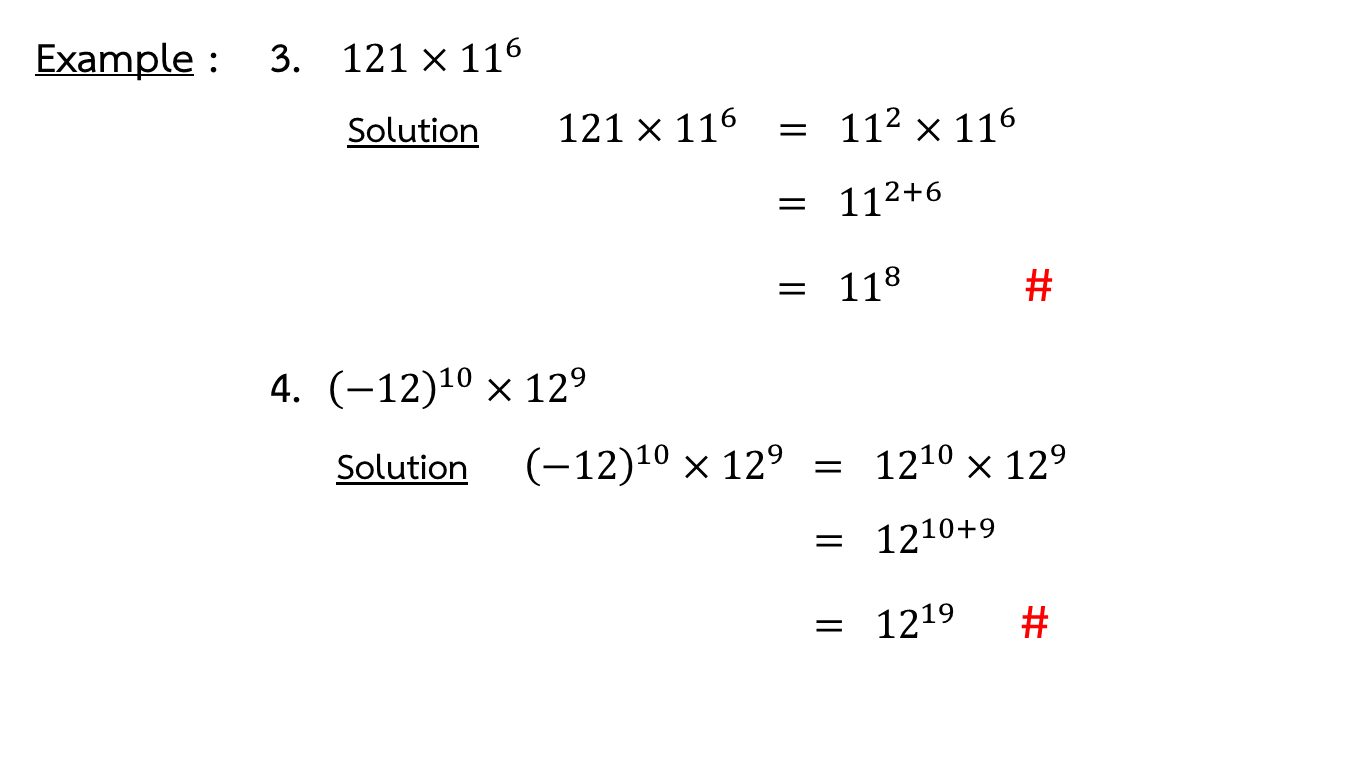 Example : 3. 121 × 11⁶
Solution 121 × 11⁶ = 11² × 11⁶
= 11²⁺⁶
= 11⁸ #
4. (−12)¹⁰ × 12⁹
Solution (−12)¹⁰ × 12⁹ = 12¹⁰ × 12⁹
= 12¹⁰⁺⁹
= 12¹⁹ #